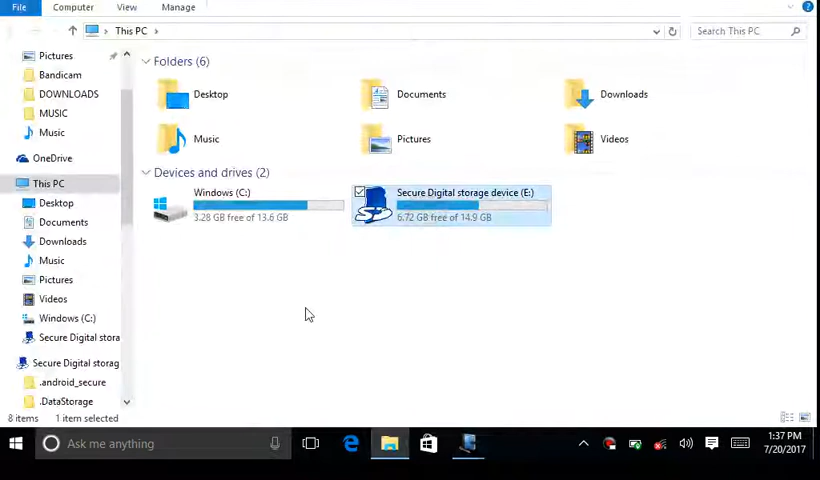 File Computer View Manage
This PC
Search This PC
Pictures
Bandicam
DOWNLOADS
MUSIC
Music
OneDrive
This PC
Desktop
Documents
Downloads
Music
Pictures
Videos
Windows (C:)
Secure Digital stora
Secure Digital storag
.android_secure
.DataStorage
Folders (6)
Desktop Documents Downloads
Music Pictures Videos
Devices and drives (2)
Windows (C:)
3.28 GB free of 13.6 GB
Secure Digital storage device (E:)
6.72 GB free of 14.9 GB
8 items 1 item selected
Ask me anything
1:37 PM
7/20/2017